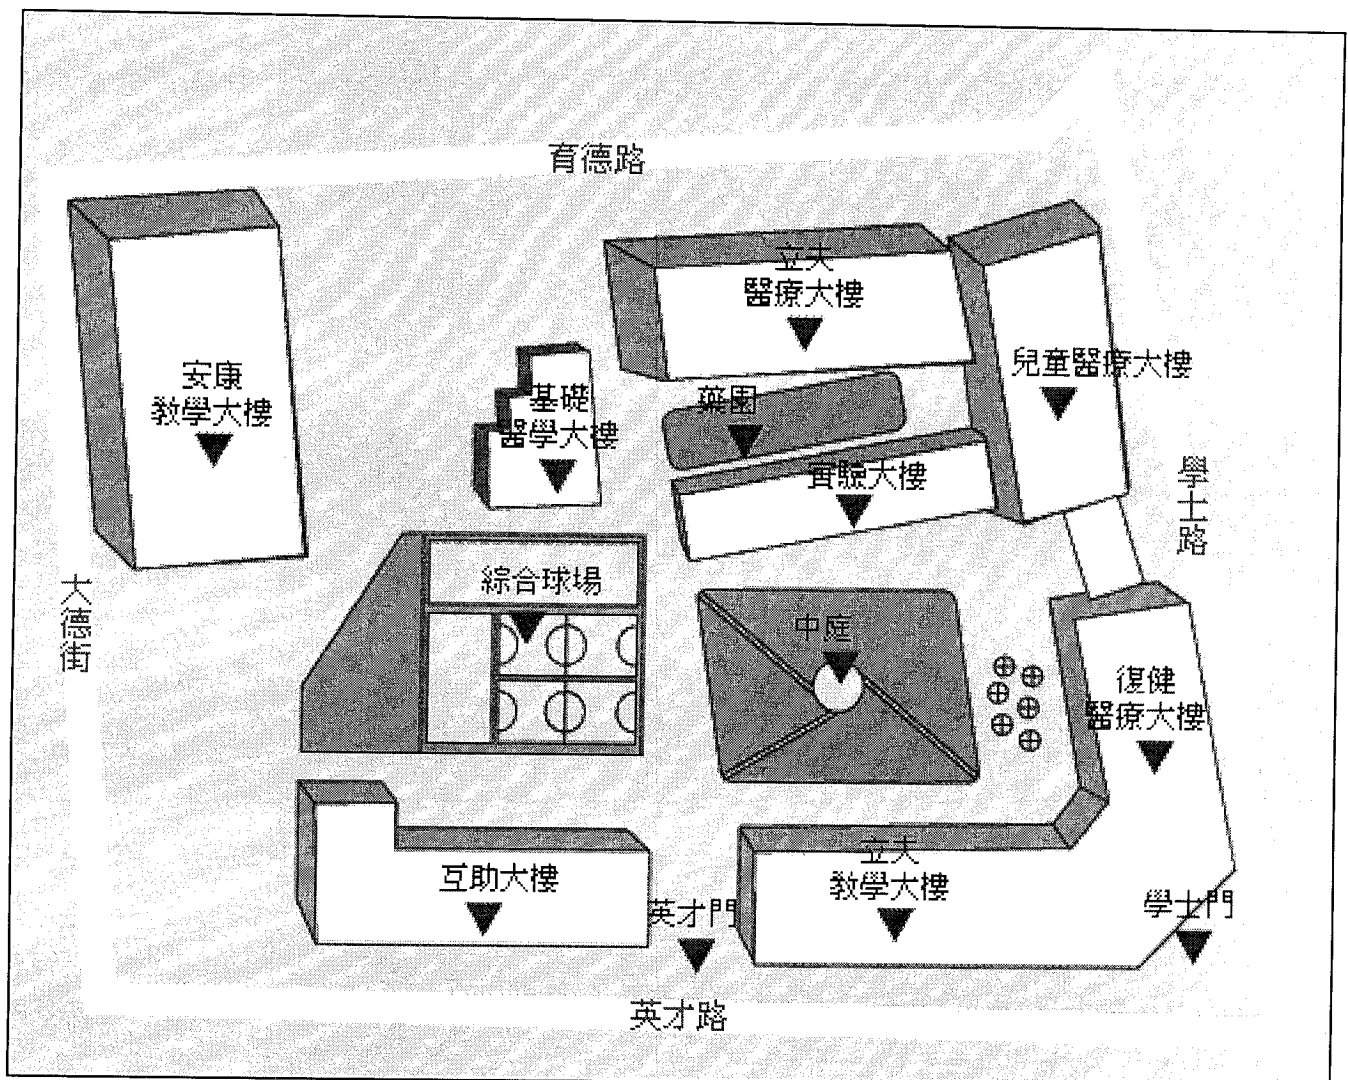 育德路
立夫
醫療大樓
安康
教學大樓
兒童醫療大樓
基礎
醫學大樓
藥園
實驗大樓
學士路
綜合球場
大德街
中庭
復健
醫療大樓
互助大樓
立夫
教學大樓
英才門
學士門
英才路